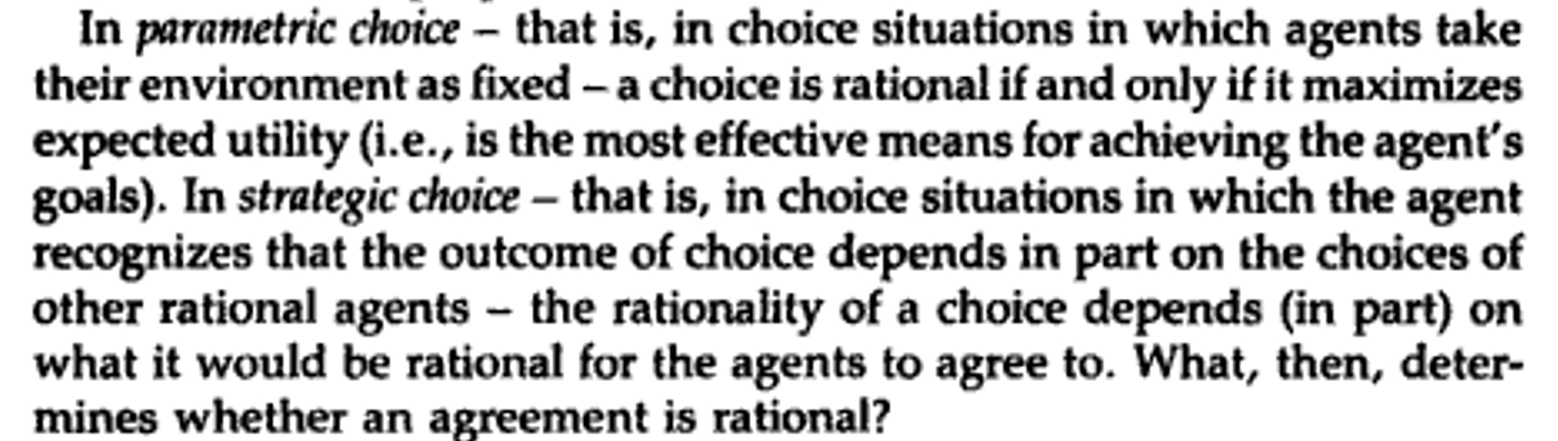 In parametric choice – that is, in choice situations in which agents take
their environment as fixed – a choice is rational if and only if it maximizes
expected utility (i.e., is the most effective means for achieving the agent's
goals). In strategic choice – that is, in choice situations in which the agent
recognizes that the outcome of choice depends in part on the choices of
other rational agents – the rationality of a choice depends (in part) on
what it would be rational for the agents to agree to. What, then, deter-
mines whether an agreement is rational?